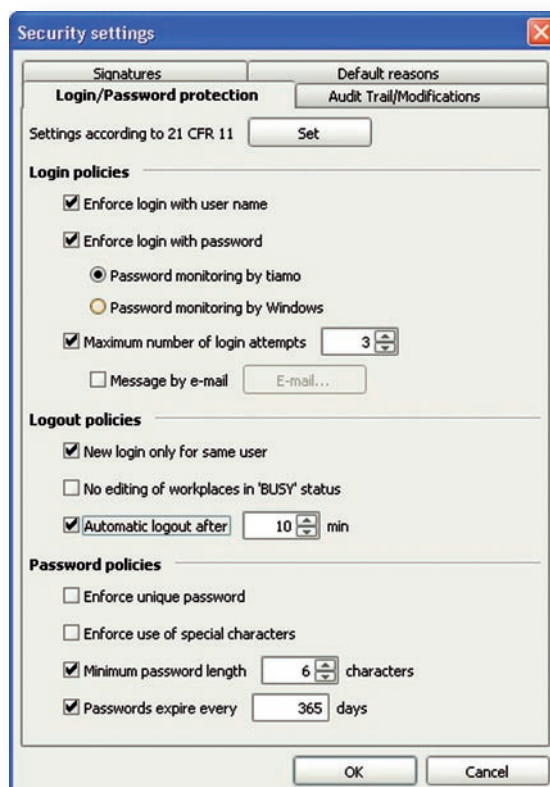 Security settings
Signatures
Default reasons
Login/Password protection
Audit Trail/Modifications
Settings according to 21 CFR 11
Set
Login policies
Enforce login with user name
Enforce login with password
Password monitoring by tiamo
Password monitoring by Windows
Maximum number of login attempts 3
Message by e-mail
E-mail...
Logout policies
New login only for same user
No editing of workplaces in 'BUSY' status
Automatic logout after 10 min
Password policies
Enforce unique password
Enforce use of special characters
Minimum password length 6 characters
Passwords expire every 365 days
OK
Cancel